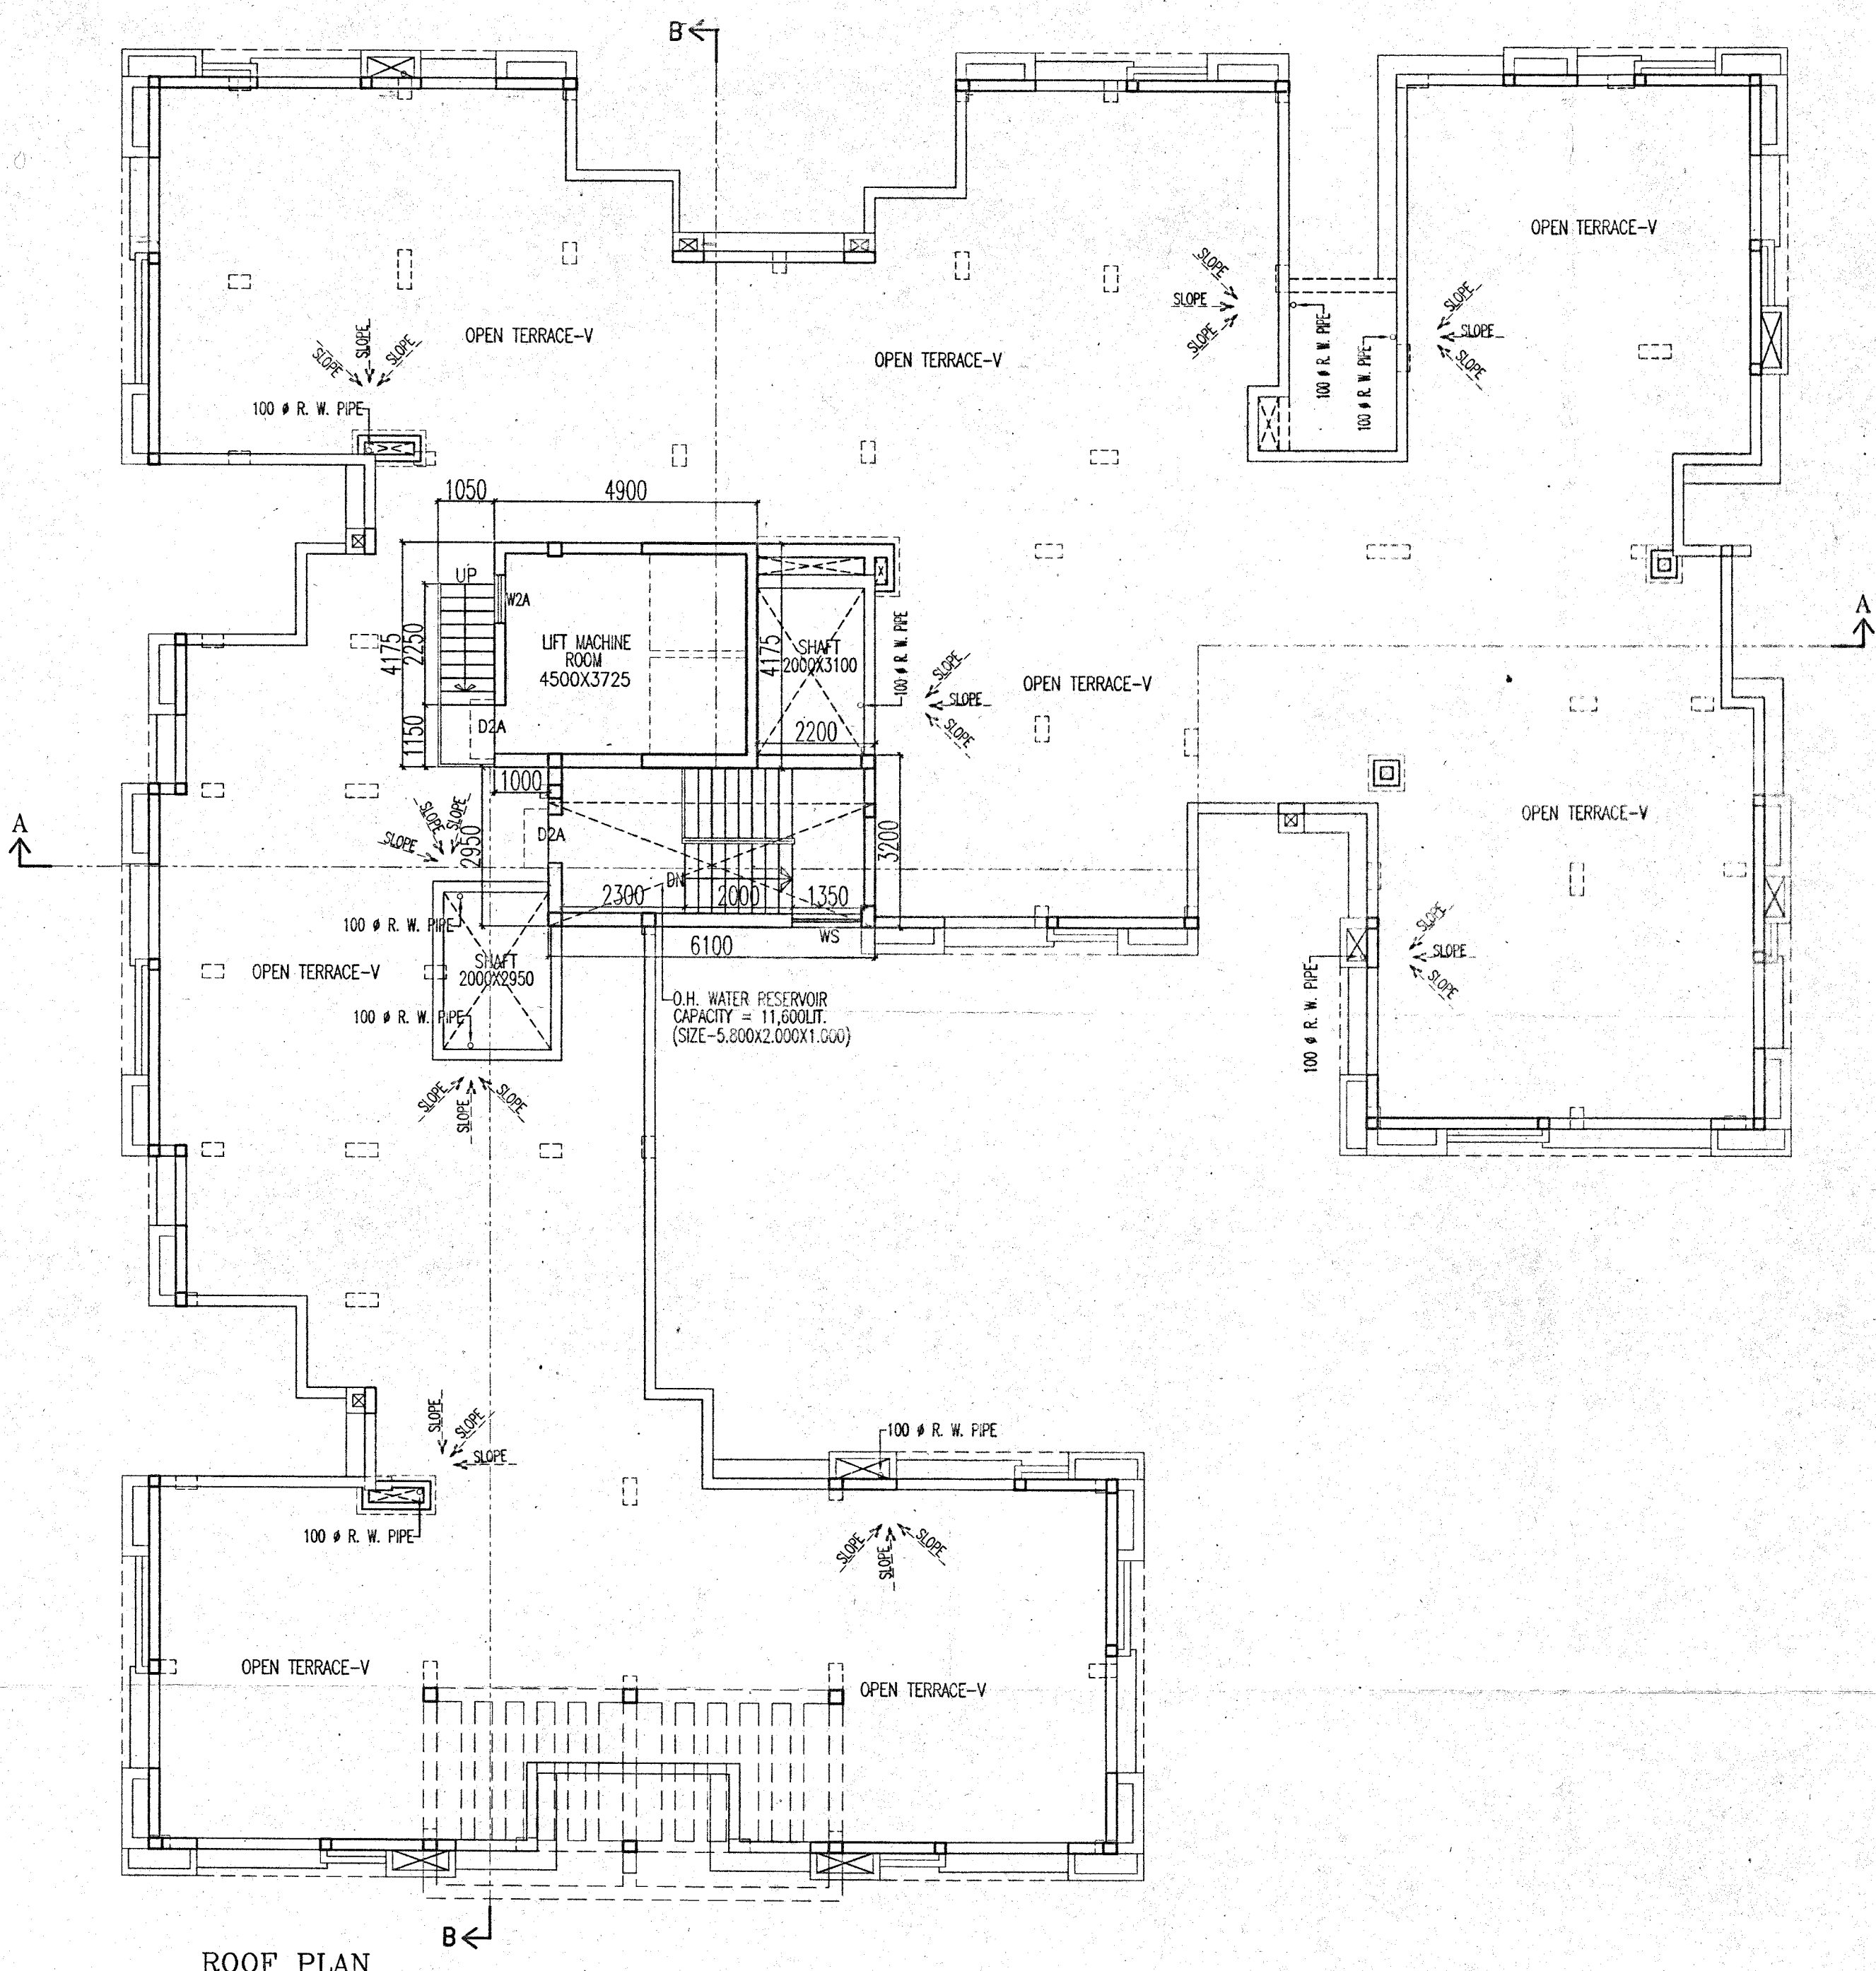 B
OPEN TERRACE-V
SLOPE
SLOPE
SLOPE
100 ø R. W. PIPE
100 ø R. W. PIPE
SLOPE
SLOPE
SLOPE
OPEN TERRACE-V
OPEN TERRACE-V
SLOPE
SLOPE
SLOPE
100 ø R. W. PIPE
1050
4900
UP
W2A
4175
2250
1150
LIFT MACHINE
ROOM
4500X3725
D2A
4175
SHAFT
2000X3100
2200
100 ø R. W. PIPE
SLOPE
SLOPE
SLOPE
OPEN TERRACE-V
A
1000
D2A
2950
3200
DN
2300
2000
1350
WS
6100
SLOPE
SLOPE
SLOPE
SLOPE
A
OPEN TERRACE-V
100 ø R. W. PIPE
SHAFT
2000X2950
OPEN TERRACE-V
100 ø R. W. PIPE
O.H. WATER RESERVOIR
CAPACITY = 11,600LIT.
(SIZE-5.800X2.000X1.000)
SLOPE
SLOPE
SLOPE
100 ø R. W. PIPE
SLOPE
SLOPE
SLOPE
SLOPE
SLOPE
SLOPE
100 ø R. W. PIPE
100 ø R. W. PIPE
SLOPE
SLOPE
SLOPE
OPEN TERRACE-V
OPEN TERRACE-V
B
ROOF PLAN